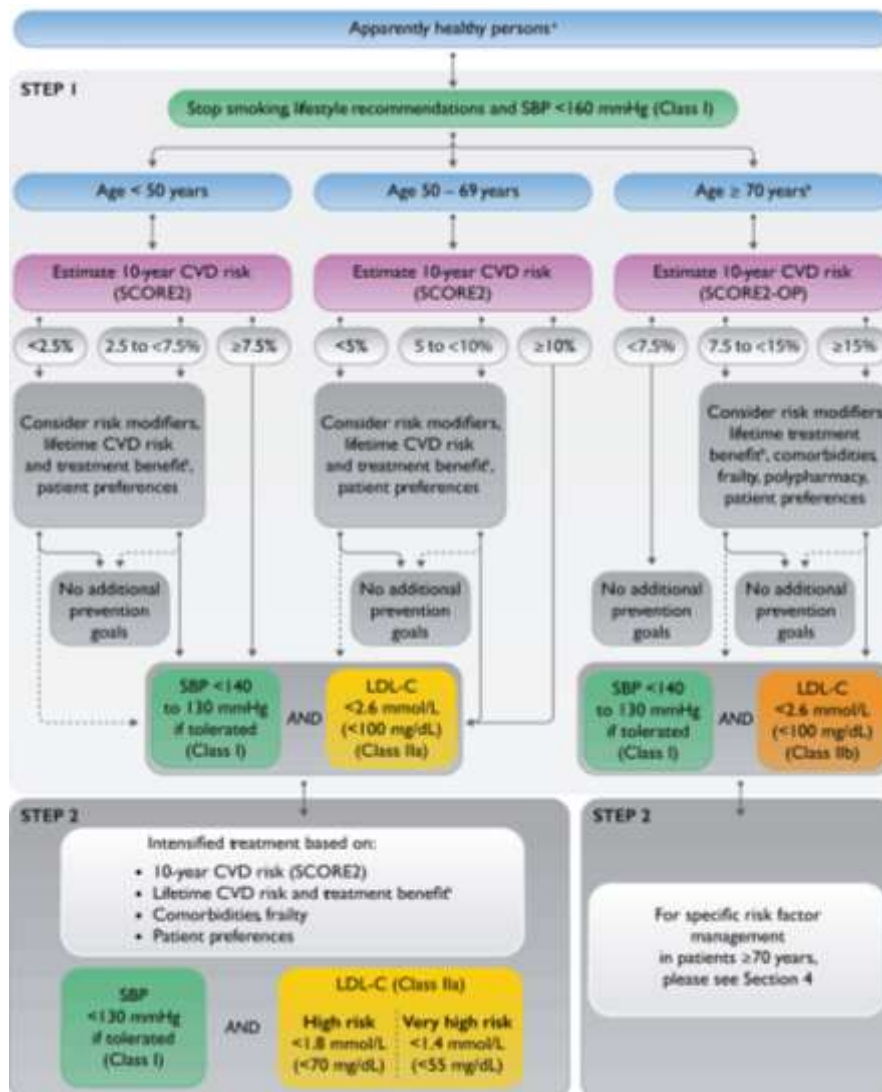 Apparently healthy persons
STEP 1
Stop smoking, lifestyle recommendations and SBP <160 mmHg (Class I)
Age < 50 years
Age 50 – 69 years
Age ≥ 70 years
Estimate 10-year CVD risk
(SCORE2)
Estimate 10-year CVD risk
(SCORE2)
Estimate 10-year CVD risk
(SCORE2-OP)
<2.5%
2.5 to <7.5%
≥7.5%
<5%
5 to <10%
≥10%
<7.5%
7.5 to <15%
≥15%
Consider risk modifiers,
lifetime CVD risk
and treatment benefit,
patient preferences
Consider risk modifiers,
lifetime CVD risk
and treatment benefit,
patient preferences
Consider risk modifiers
lifetime treatment
benefit, comorbidities
frailty, polypharmacy,
patient preferences
No additional
prevention
goals
No additional
prevention
goals
No additional
prevention
goals
No additional
prevention
goals
SBP <140
to 130 mmHg
if tolerated
(Class I)
AND
LDL-C
<2.6 mmol/L
(<100 mg/dL)
(Class IIa)
SBP <140
to 130 mmHg
if tolerated
(Class I)
AND
LDL-C
<2.6 mmol/L
(<100 mg/dL)
(Class IIb)
STEP 2
Intensified treatment based on:
• 10-year CVD risk (SCORE2)
• Lifetime CVD risk and treatment benefit
• Comorbidities frailty
• Patient preferences
SBP
<130 mmHg
if tolerated
(Class I)
AND
LDL-C (Class IIa)
High risk
<1.8 mmol/L
(<70 mg/dL)
Very high risk
<1.4 mmol/L
(<55 mg/dL)
STEP 2
For specific risk factor
management
in patients ≥70 years,
please see Section 4